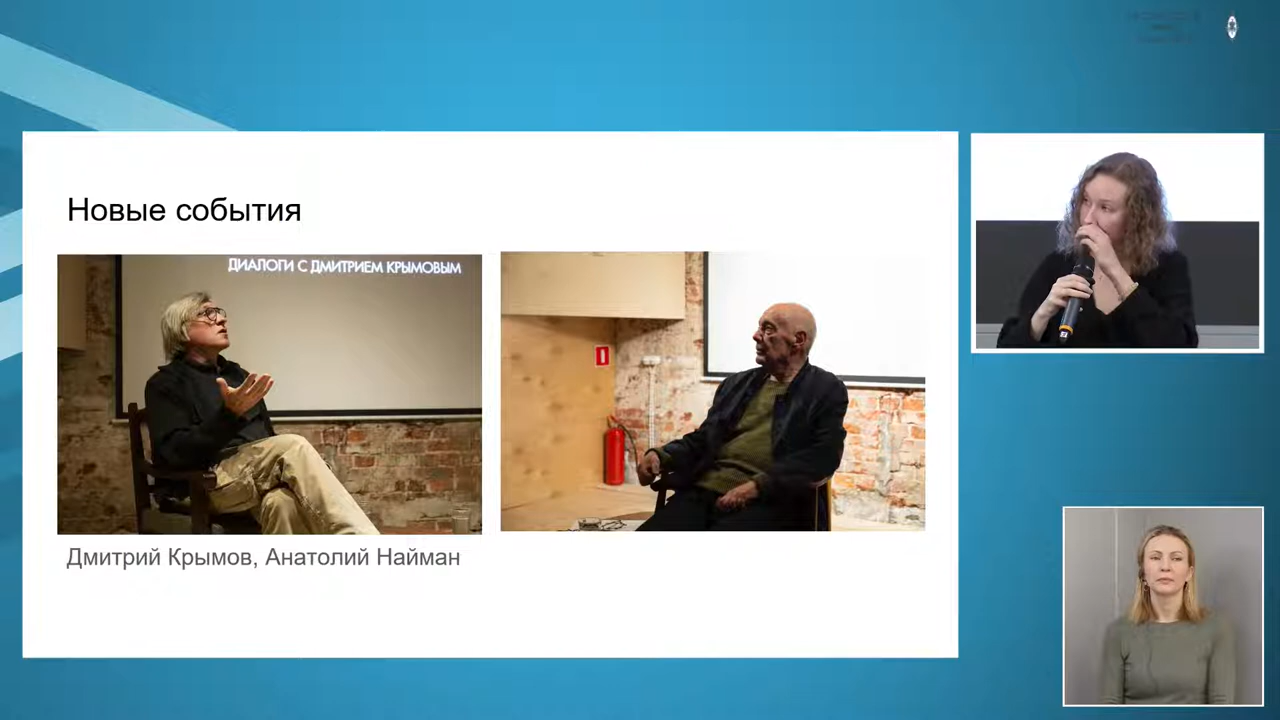 Новые события
ДИАЛОГИ С ДМИТРИЕМ КРЫМОВЫМ
Дмитрий Крымов, Анатолий Найман